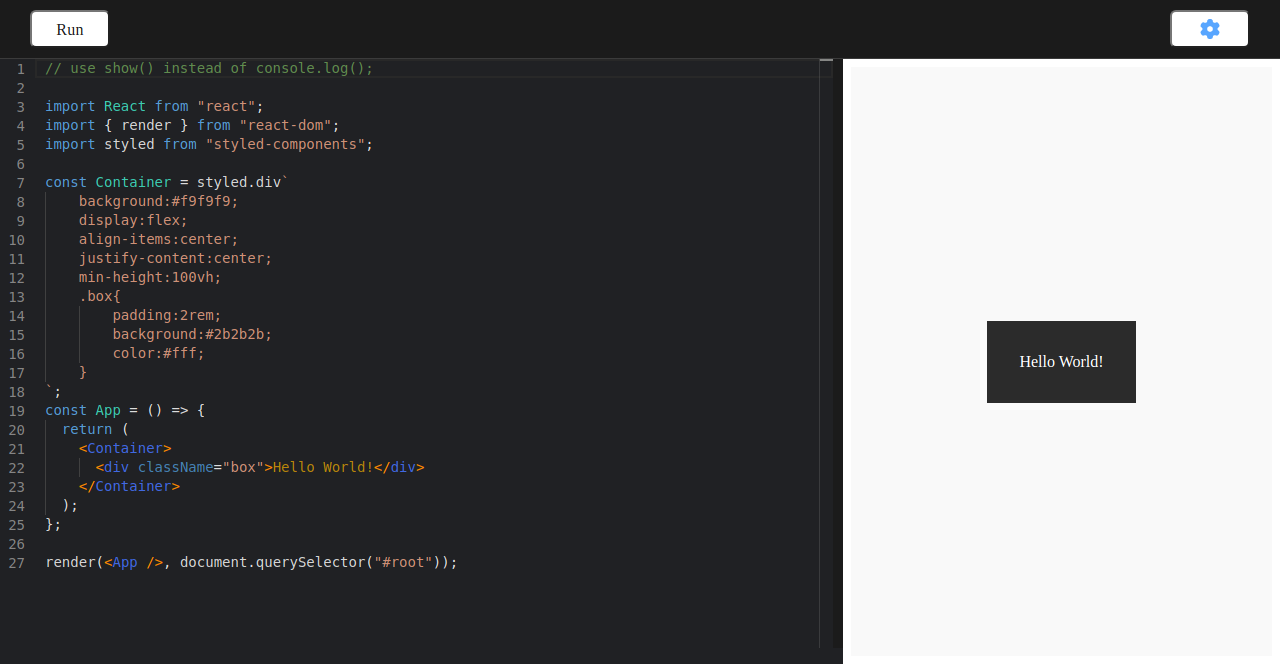 Run
1 // use show() instead of console.log();
2
3 import React from "react";
4 import { render } from "react-dom";
5 import styled from "styled-components";
6
7 const Container = styled.div`
8     background:#f9f9f9;
9     display:flex;
10     align-items:center;
11     justify-content:center;
12     min-height:100vh;
13     .box{
14         padding:2rem;
15         background:#2b2b2b;
16         color:#fff;
17     }
18 `;
19 const App = () => {
20   return (
21     <Container>
22       <div className="box">Hello World!</div>
23     </Container>
24   );
25 };
26
27 render(<App />, document.querySelector("#root"));
Hello World!